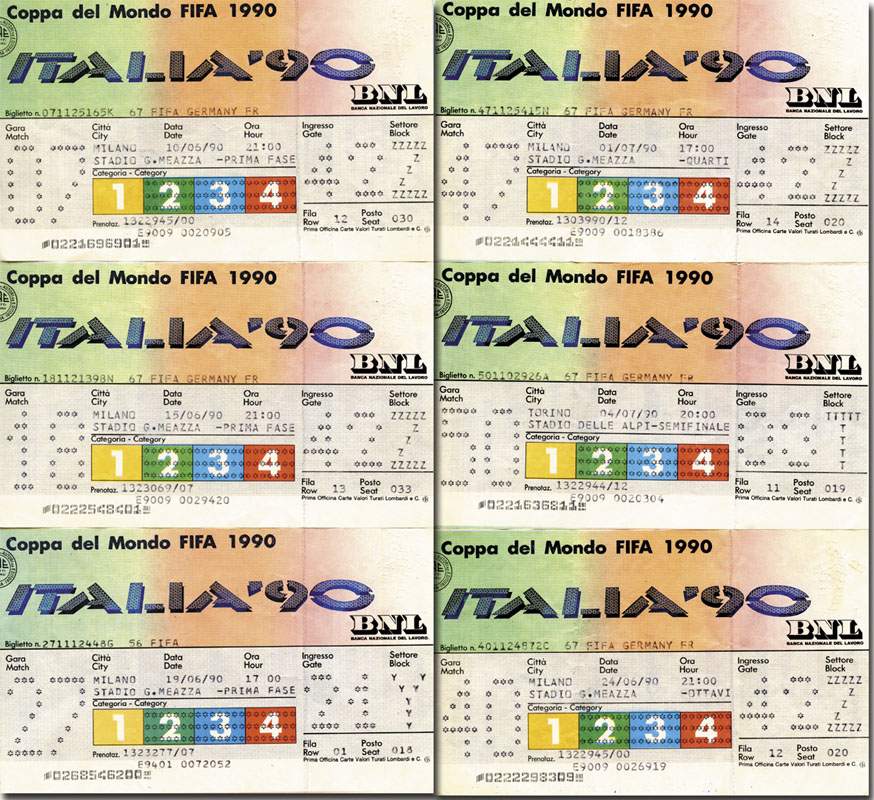 Coppa del Mondo FIFA 1990
ITALIA'90
BNL
BANCA NAZIONALE DEL LAVORO
Biglietto n. 071125165K 67 FIFA GERMANY FR
Gara Città Data Ora Ingresso Settore
Match City Date Hour Gate Block
07 MILANO 10/06/90 21:00 Z
STADIO G.MEAZZA -PRIMA FASE
Categoria - Category
1 2 3 4
Prenotaz. 1322945/00
Fila Row 12 Posto Seat 030
E9009 0020905
Prima Officina Carte Valori Turati Lombardi e C.
0221696901
Coppa del Mondo FIFA 1990
ITALIA'90
BNL
BANCA NAZIONALE DEL LAVORO
Biglietto n. 471125415N 67 FIFA GERMANY FR
Gara Città Data Ora Ingresso Settore
Match City Date Hour Gate Block
47 MILANO 01/07/90 17:00 Z
STADIO G.MEAZZA -QUARTI
Categoria - Category
1 2 3 4
Prenotaz. 1303990/12
Fila Row 14 Posto Seat 020
E9009 0018386
Prima Officina Carte Valori Turati Lombardi e C.
0221444411
Coppa del Mondo FIFA 1990
ITALIA'90
BNL
BANCA NAZIONALE DEL LAVORO
Biglietto n. 181121398N 67 FIFA GERMANY FR
Gara Città Data Ora Ingresso Settore
Match City Date Hour Gate Block
18 MILANO 15/06/90 21:00 Z
STADIO G.MEAZZA -PRIMA FASE
Categoria - Category
1 2 3 4
Prenotaz. 1323069/07
Fila Row 13 Posto Seat 033
E9009 0029420
Prima Officina Carte Valori Turati Lombardi e C.
0222548401
Coppa del Mondo FIFA 1990
ITALIA'90
BNL
BANCA NAZIONALE DEL LAVORO
Biglietto n. 501102926A 67 FIFA GERMANY FR
Gara Città Data Ora Ingresso Settore
Match City Date Hour Gate Block
50 TORINO 04/07/90 20:00 T
STADIO DELLE ALPI-SEMIFINALE
Categoria - Category
1 2 3 4
Prenotaz. 1322944/12
Fila Row 11 Posto Seat 019
E9009 0020304
Prima Officina Carte Valori Turati Lombardi e C.
0221636811
Coppa del Mondo FIFA 1990
ITALIA'90
BNL
BANCA NAZIONALE DEL LAVORO.
Biglietto n. 271112448G 56 FIFA
Gara Città Data Ora Ingresso Settore
Match City Date Hour Gate Block
27 MILANO 19/06/90 17 00 Y
STADIO G.MEAZZA -PRIMA FASE
Categoria - Category
1 2 3 4
Prenotaz. 1323277/07
Fila Row 01 Posto Seat 018
E9401 0072052
Prima Officina Carte Valori Turati Lombardi e C.
0268546200
Coppa del Mondo FIFA 1990
ITALIA'90
BNL
BANCA NAZIONALE DEL LAVORO
Biglietto n. 401124872C 67 FIFA GERMANY FR
Gara Città Data Ora Ingresso Settore
Match City Date Hour Gate Block
40 MILANO 24/06/90 21:00 Z
STADIO G.MEAZZA -OTTAVI
Categoria - Category
1 2 3 4
Prenotaz. 1322945/00
Fila Row 12 Posto Seat 020
E9009 0026919
Prima Officina Carte Valori Turati Lombardi e C.
0222298309